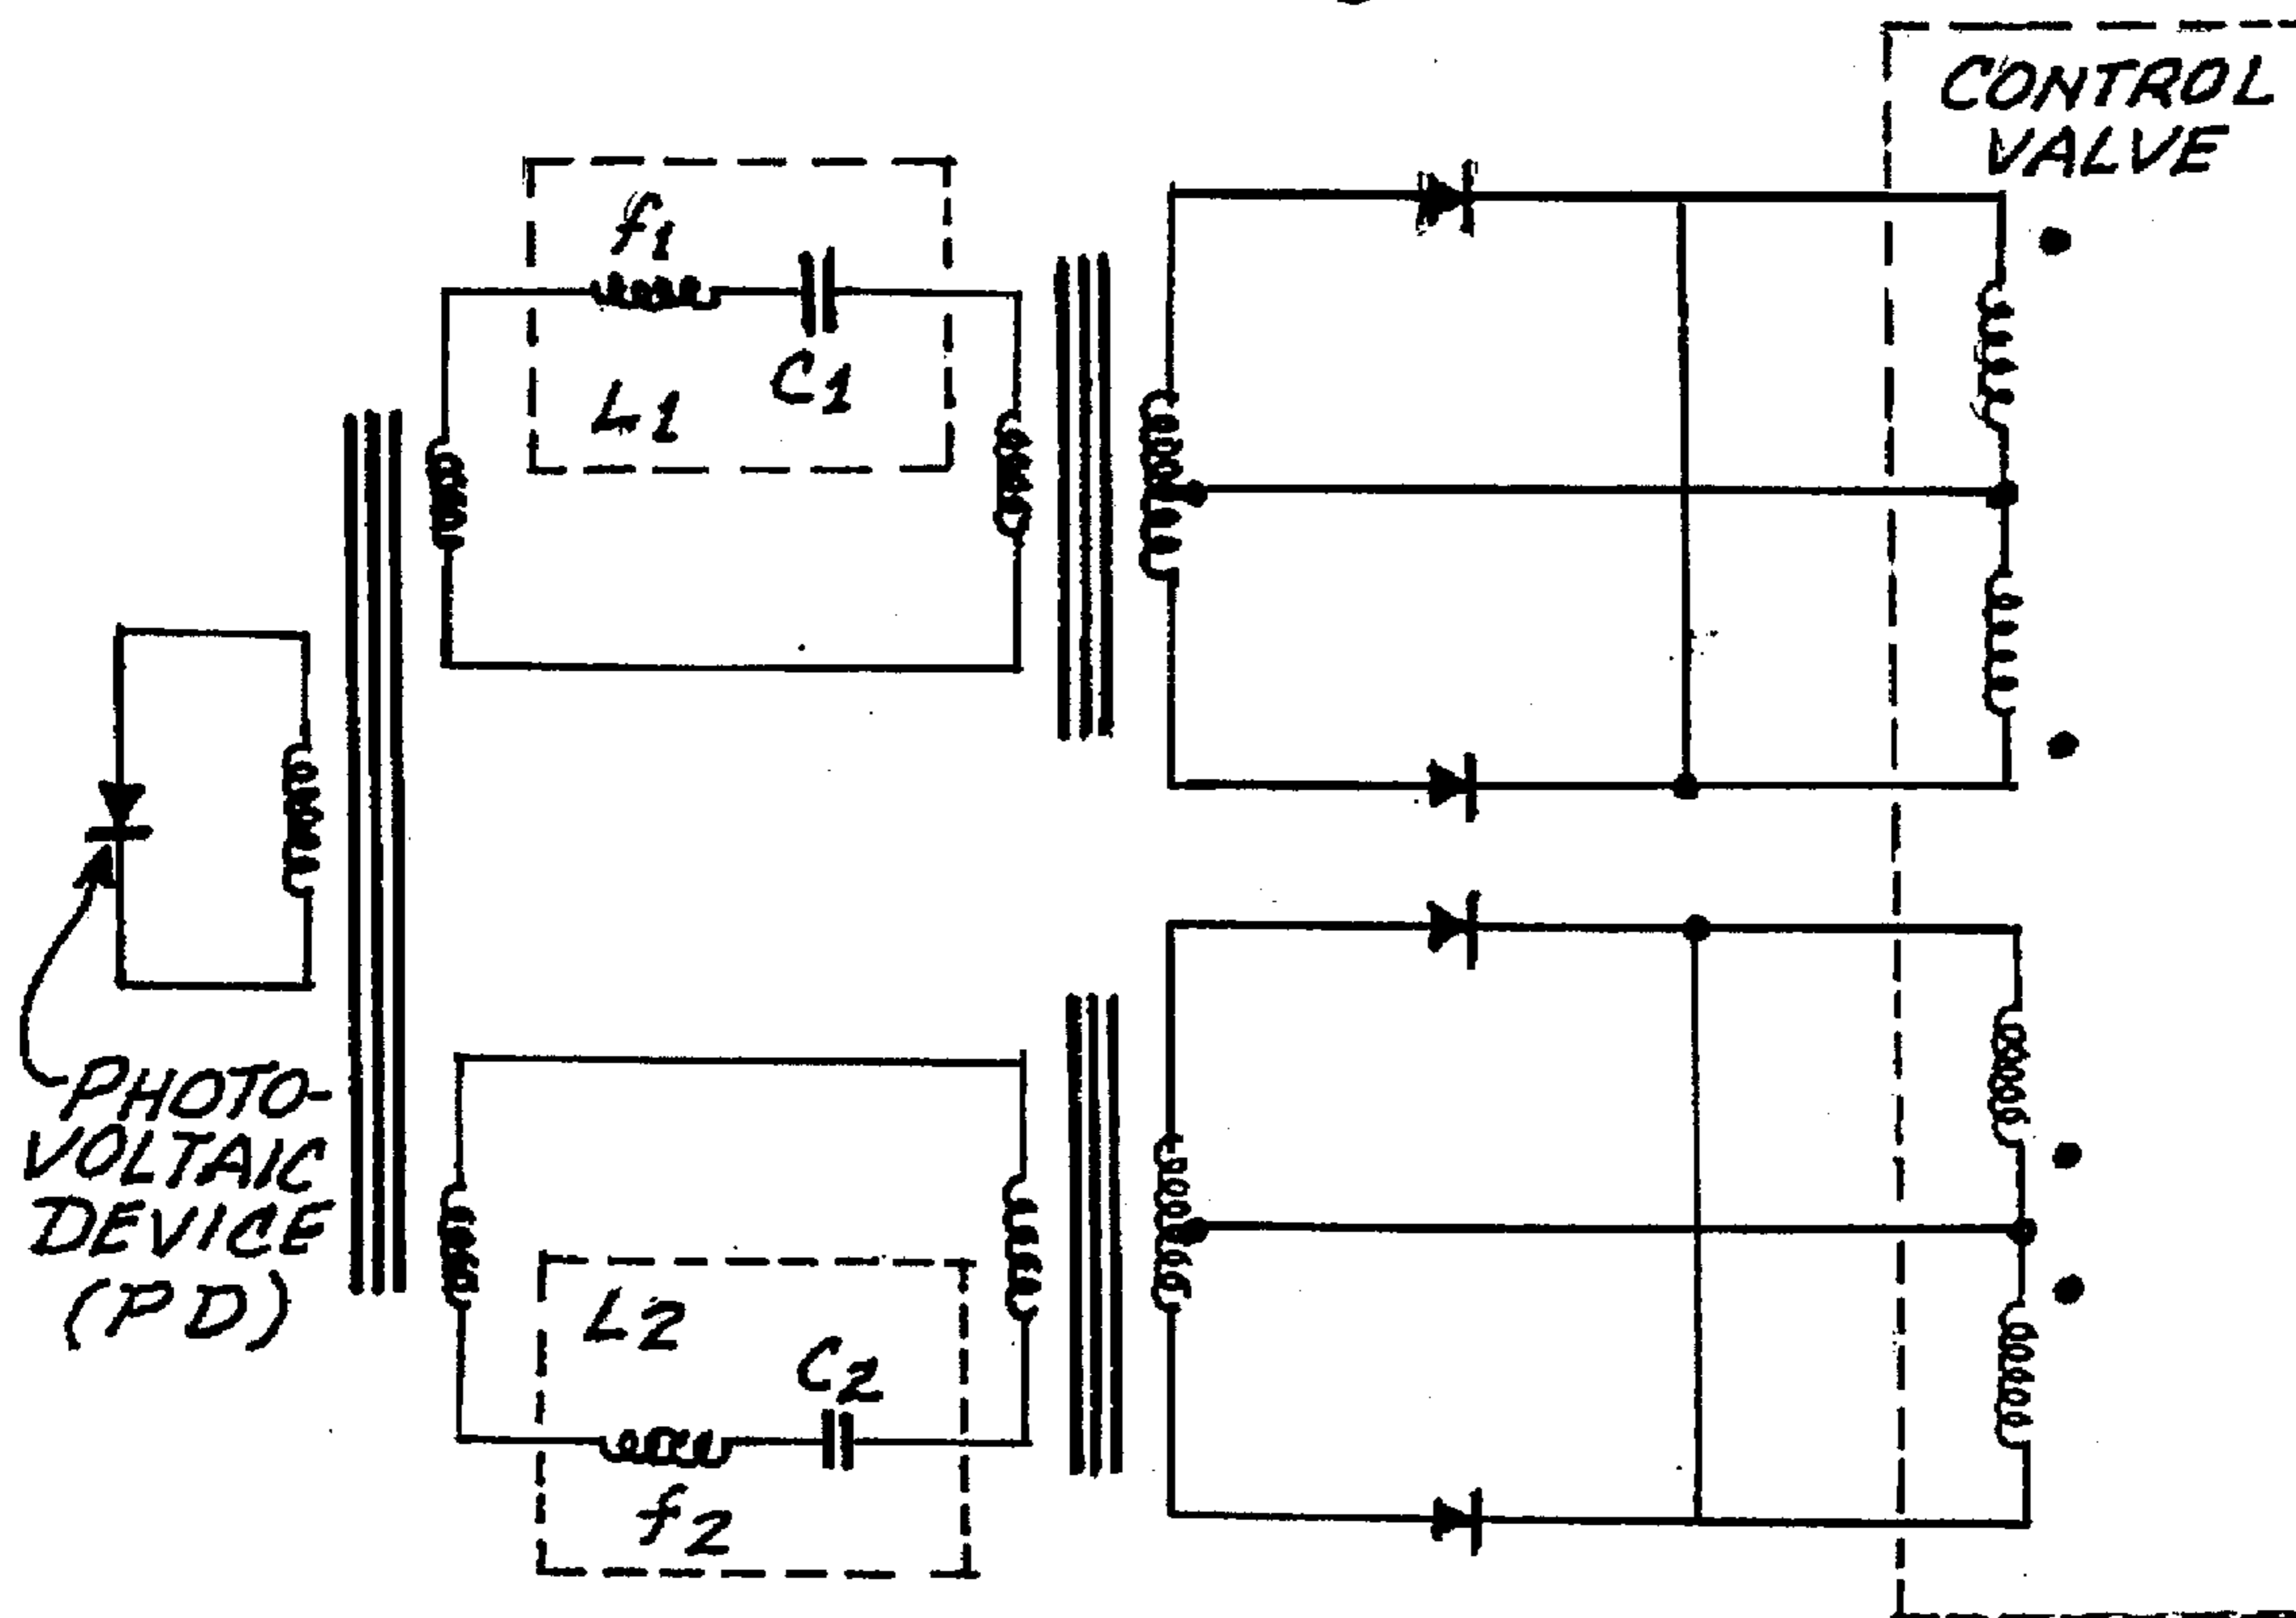 CONTROL
VALVE
f1
C1
L1
PHOTO-
VOLTAIC
DEVICE
(PD)
L2
C2
f2